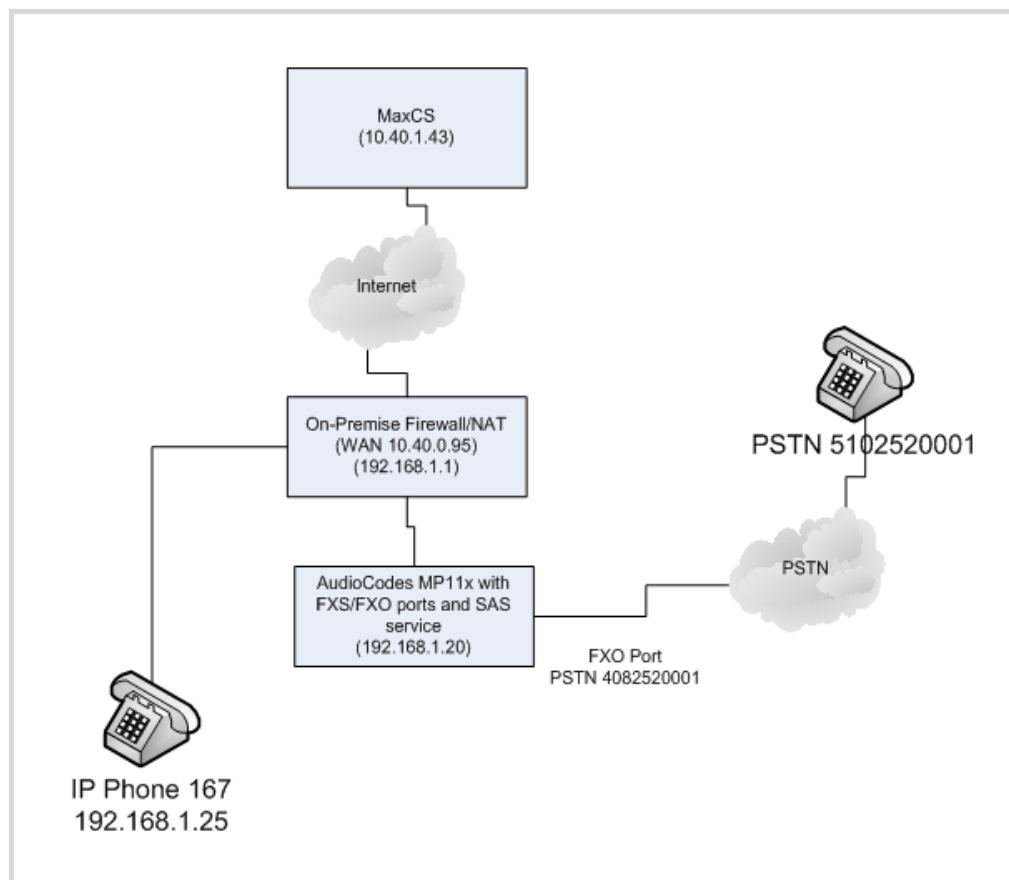 MaxCS
(10.40.1.43)
Internet
On-Premise Firewall/NAT
(WAN 10.40.0.95)
(192.168.1.1)
PSTN 5102520001
PSTN
AudioCodes MP11x with
FXS/FXO ports and SAS
service
(192.168.1.20)
FXO Port
PSTN 4082520001
IP Phone 167
192.168.1.25